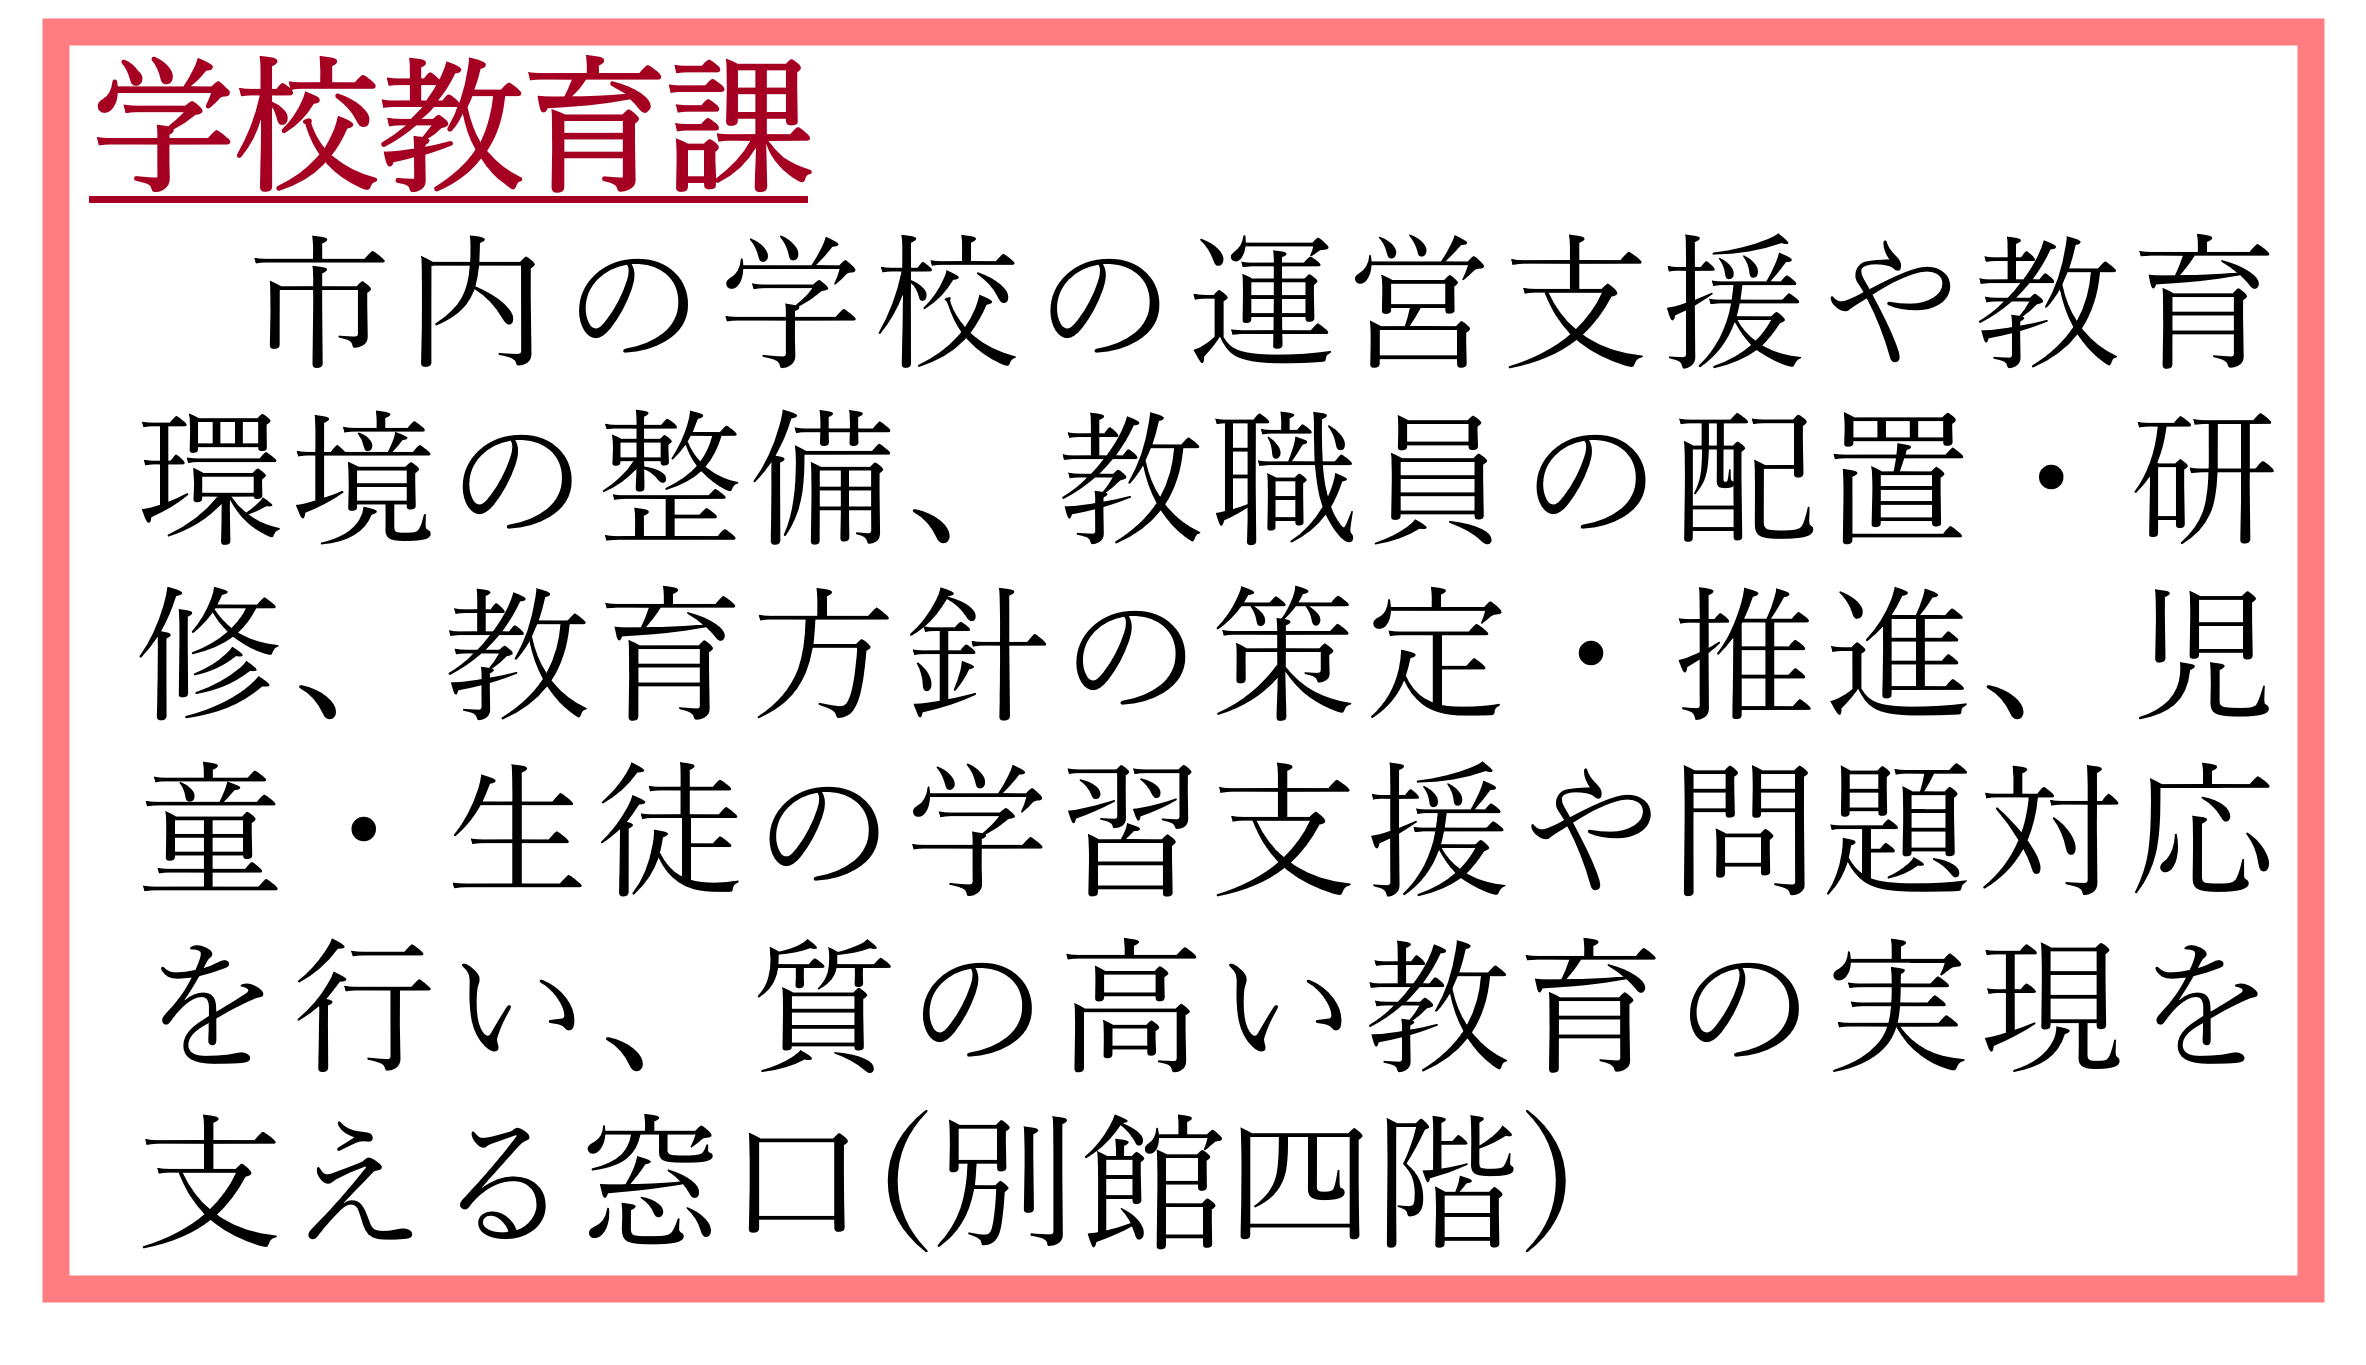 学校教育課
市内の学校の運営支援や教育
環境の整備、教職員の配置・研
修、教育方針の策定・推進、児
童・生徒の学習支援や問題対応
を行い、質の高い教育の実現を
支える窓口(別館四階)